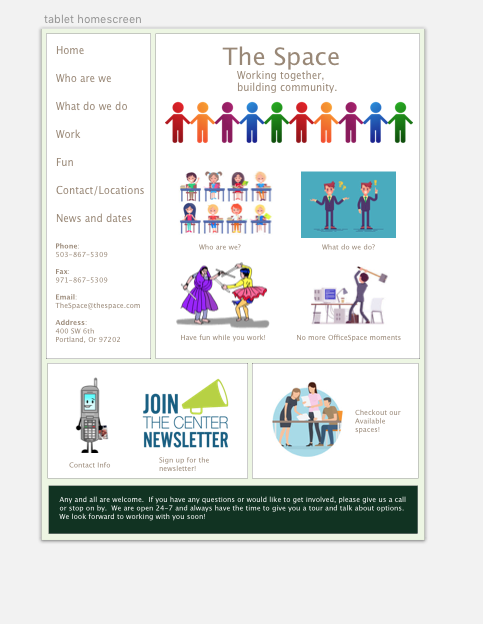 tablet homescreen
Home
Who are we
What do we do
Work
Fun
Contact/Locations
News and dates
Phone:
503-867-5309
Fax:
971-867-5309
Email:
TheSpace@thespace.com
Address:
400 SW 6th
Portland, Or 97202
The Space
Working together,
building community.
Who are we?
What do we do?
Have fun while you work!
No more OfficeSpace moments
JOIN
THE CENTER
NEWSLETTER
Contact Info
Sign up for the
newsletter!
Checkout our
Available
spaces!
Any and all are welcome. If you have any questions or would like to get involved, please give us a call
or stop on by. We are open 24-7 and always have the time to give you a tour and talk about options.
We look forward to working with you soon!